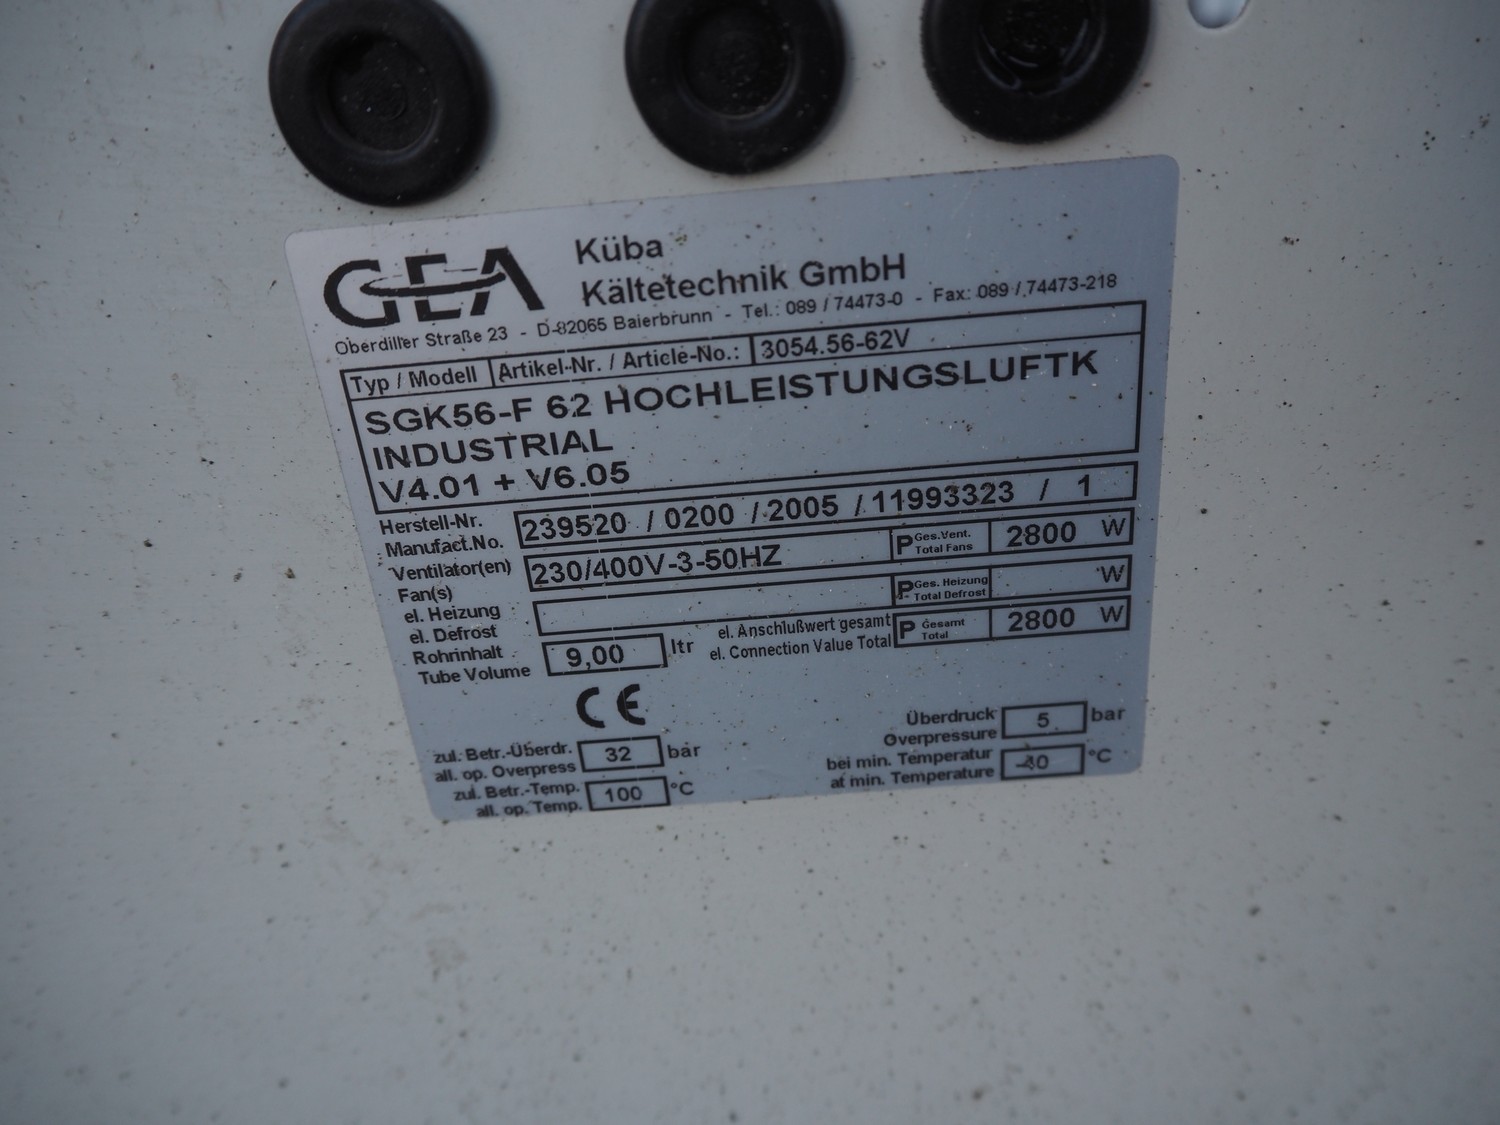 GEA
Küba
Kältetechnik GmbH
Oberdiller Straße 23 - D-82065 Baierbrunn - Tel.: 089 / 74473-0 - Fax: 089 / 74473-218
Typ / Modell Artikel-Nr. / Article-No.: 3054.56-62V
SGK56-F 62 HOCHLEISTUNGSLUFTK
INDUSTRIAL
V4.01 + V6.05
Herstell-Nr.
Manufact.No. 239520 / 0200 / 2005 / 11993323 / 1
Ventilator(en)
Fan(s) 230/400V-3-50HZ P Ges.Vent. Total Fans 2800 W
el. Heizung
el. Defrost P Ges. Heizung Total Defrost W
Rohrinhalt
Tube Volume 9,00 ltr
el. Anschlußwert gesamt
el. Connection Value Total P Gesamt Total 2800 W
CE
zul. Betr.-Überdr.
all. op. Overpress 32 bar
zul. Betr.-Temp.
all. op. Temp. 100 °C
Überdruck
Overpressure 5 bar
bei min. Temperatur
at min. Temperature -40 °C